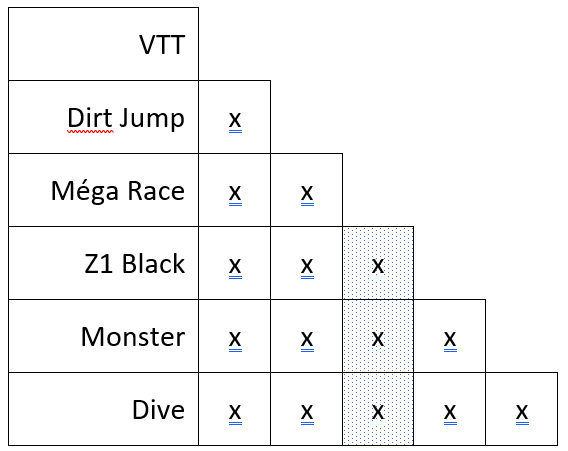 VTT
Dirt Jump x
Méga Race x x
Z1 Black x x x
Monster x x x x
Dive x x x x x